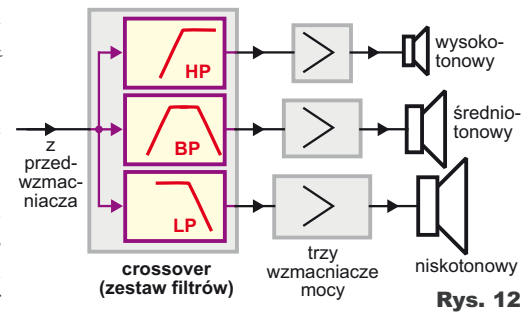 HP
wysoko-
tonowy
BP
średnio-
tonowy
z
przed-
wzmac-
niacza
LP
crossover
(zestaw filtrów)
trzy
wzmacniacze
mocy
niskotonowy
Rys. 12